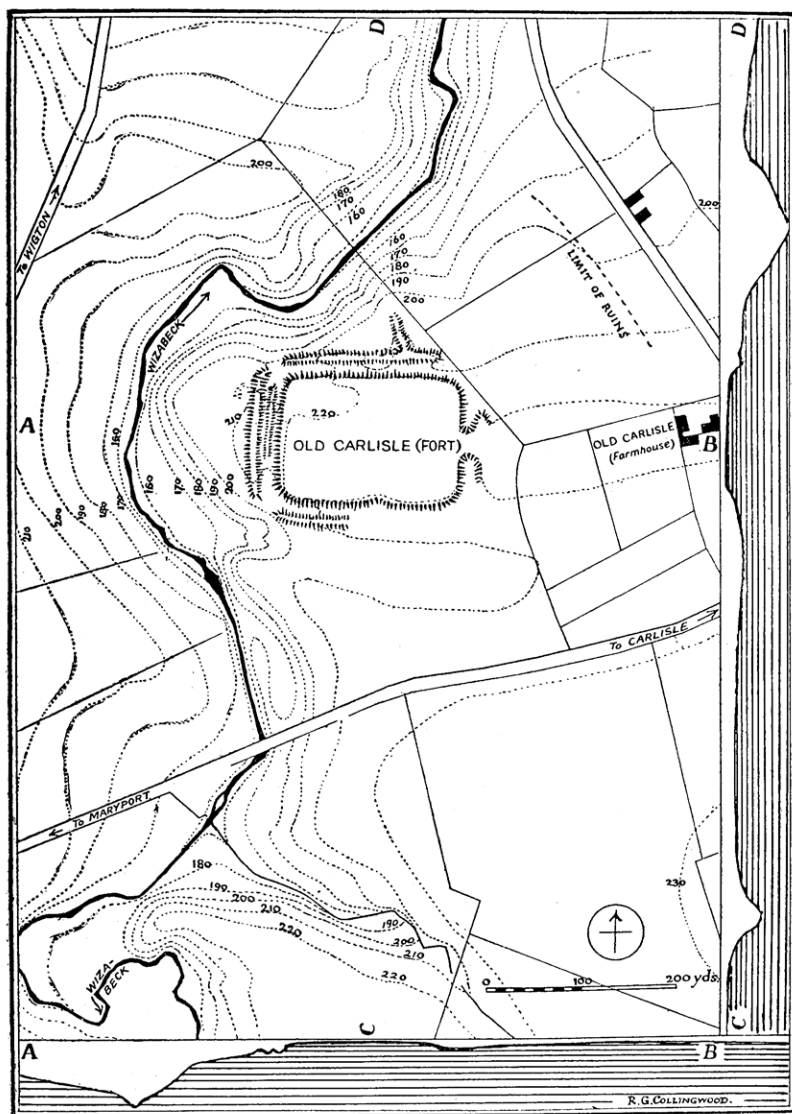 D
D
200
To WIGTON
180
170
160
200
160
170
180
190
200
LIMIT OF RUINS
WIZABECK
210
220
A
OLD CARLISLE (FORT)
OLD CARLISLE
(Farmhouse)
B
160
160
170
180
190
200
170
180
190
200
210
To CARLISLE
To MARYPORT
180
190
200
210
220
230
190
200
210
220
WIZA-
BECK
0 100 200 yds.
C
C
A
B
R.G. COLLINGWOOD.